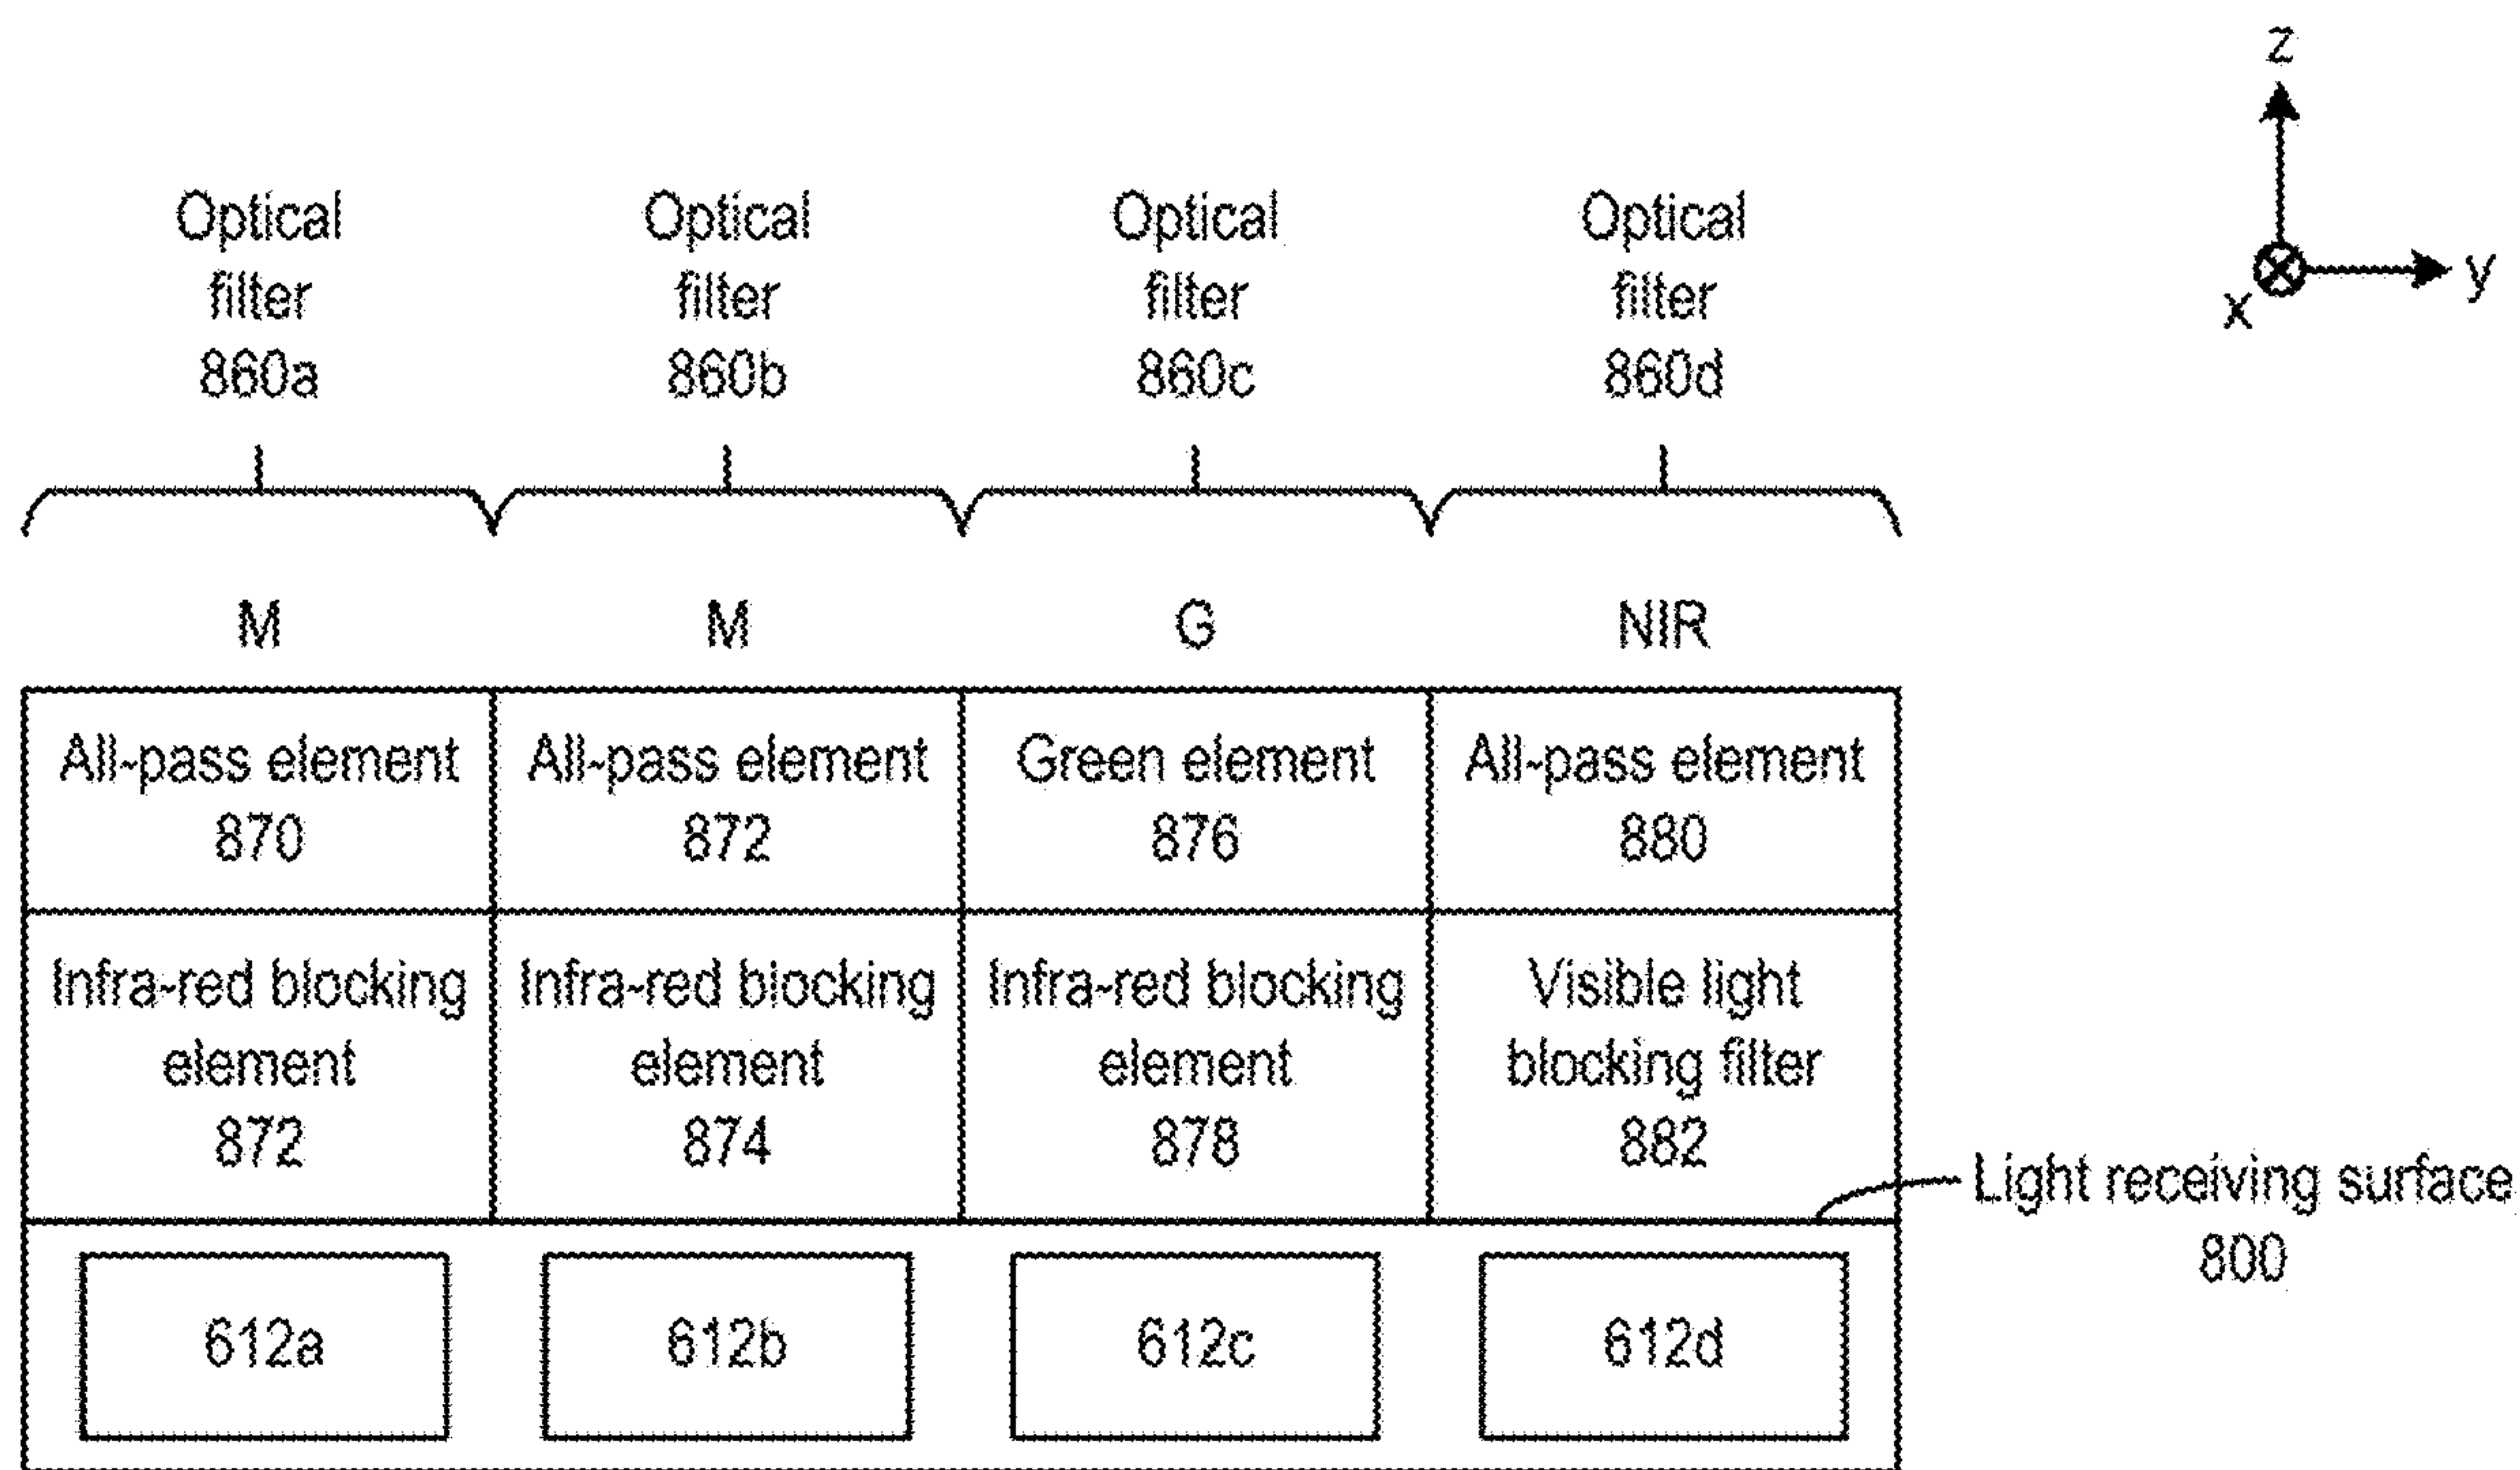 z
y
x
Optical
filter
860a
Optical
filter
860b
Optical
filter
860c
Optical
filter
860d
M
M
G
NIR
All-pass element
870
All-pass element
872
Green element
876
All-pass element
880
Infra-red blocking
element
872
Infra-red blocking
element
874
Infra-red blocking
element
878
Visible light
blocking filter
882
Light receiving surface
800
612a
612b
612c
612d